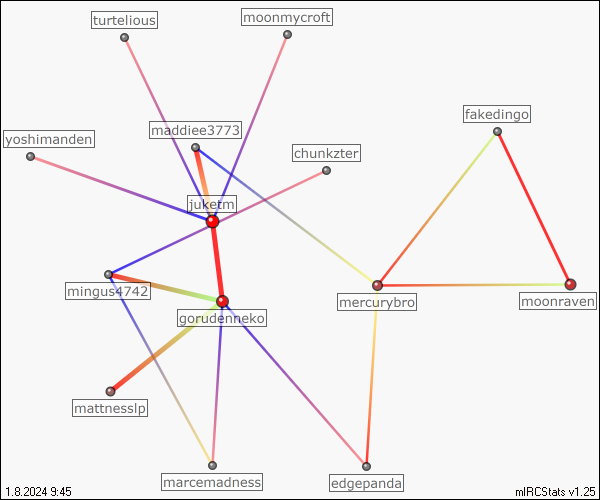 moonmycroft
turtelious
fakedingo
maddiee3773
yoshimanden
chunkzter
juketm
mingus4742
mercurybro
moonraven
gorudenneko
mattnesslp
marcemadness
edgepanda
1.8.2024 9:45
mIRCStats v1.25